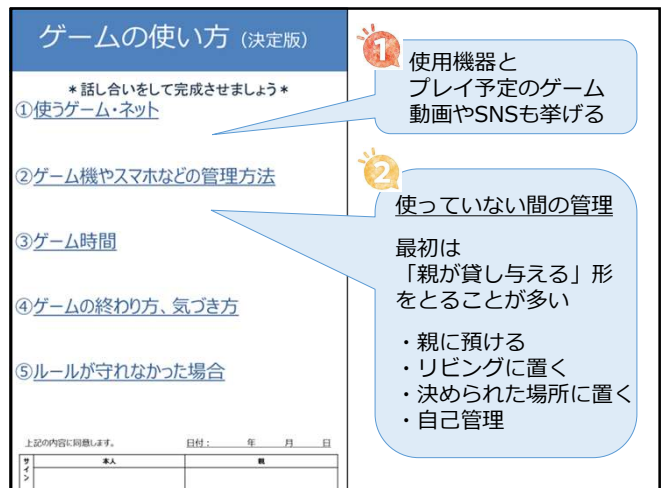 ゲームの使い方（決定版）
＊話し合いをして完成させましょう＊
①使うゲーム・ネット
②ゲーム機やスマホなどの管理方法
③ゲーム時間
④ゲームの終わり方、気づき方
⑤ルールが守れなかった場合
上記の内容に同意します。 日付： 年 月 日
サイン 本人 親
1
使用機器と
プレイ予定のゲーム
動画やSNSも挙げる
2
使っていない間の管理
最初は
「親が貸し与える」形
をとることが多い
・親に預ける
・リビングに置く
・決められた場所に置く
・自己管理